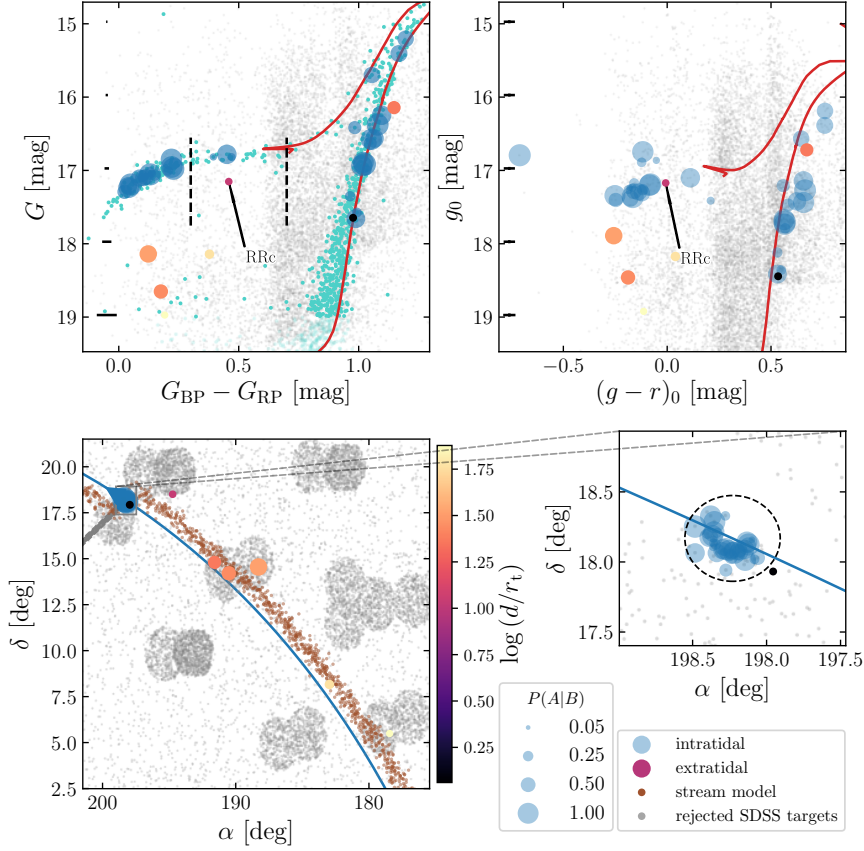 15
16
17
18
19
G [mag]
RRc
0.0
0.5
1.0
G_BP − G_RP [mag]
15
16
17
18
19
g_0 [mag]
RRc
−0.5
0.0
0.5
(g − r)_0 [mag]
20.0
17.5
15.0
12.5
10.0
7.5
5.0
2.5
δ [deg]
200
190
180
α [deg]
1.75
1.50
1.25
1.00
0.75
0.50
0.25
log (d/r_t)
18.5
18.0
17.5
δ [deg]
198.5
198.0
197.5
α [deg]
P(A|B)
0.05
0.25
0.50
1.00
intratidal
extratidal
stream model
rejected SDSS targets